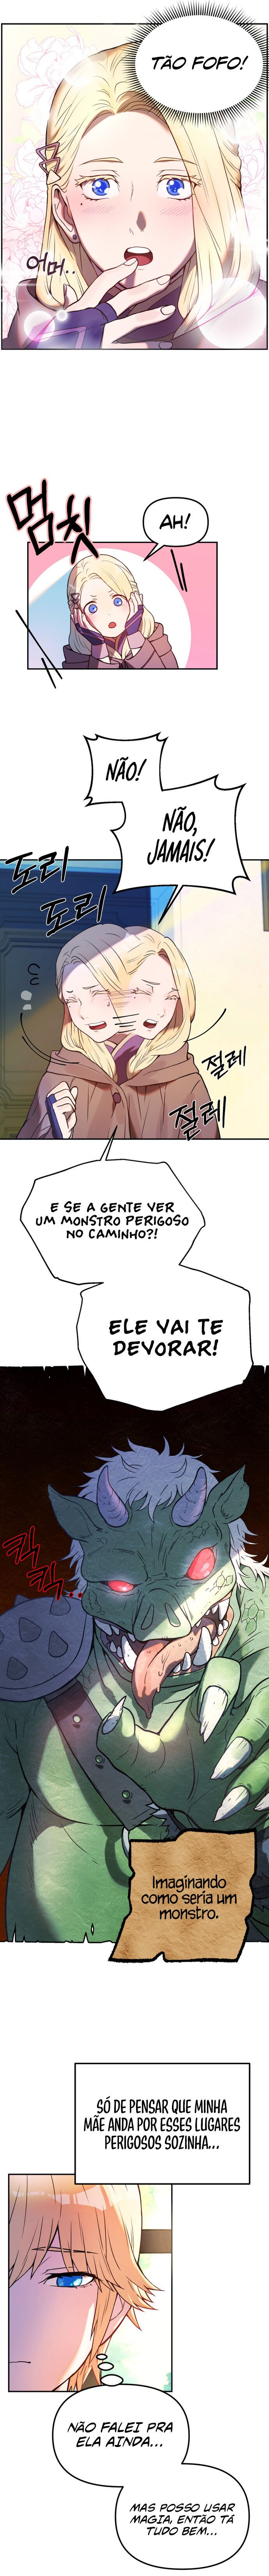 TÃO FOFO!
어머..
멈칫
AH!
NÃO!
NÃO,
JAMAIS!
도리
도리
절레
절레
E SE A GENTE VER
UM MONSTRO PERIGOSO
NO CAMINHO?!
ELE VAI TE
DEVORAR!
킥
킥...
Imaginando
como seria um
monstro.
SÓ DE PENSAR QUE MINHA
MÃE ANDA POR ESSES LUGARES
PERIGOSOS SOZINHA...
NÃO FALEI PRA
ELA AINDA...
MAS POSSO USAR
MAGIA, ENTÃO TÁ
TUDO BEM...